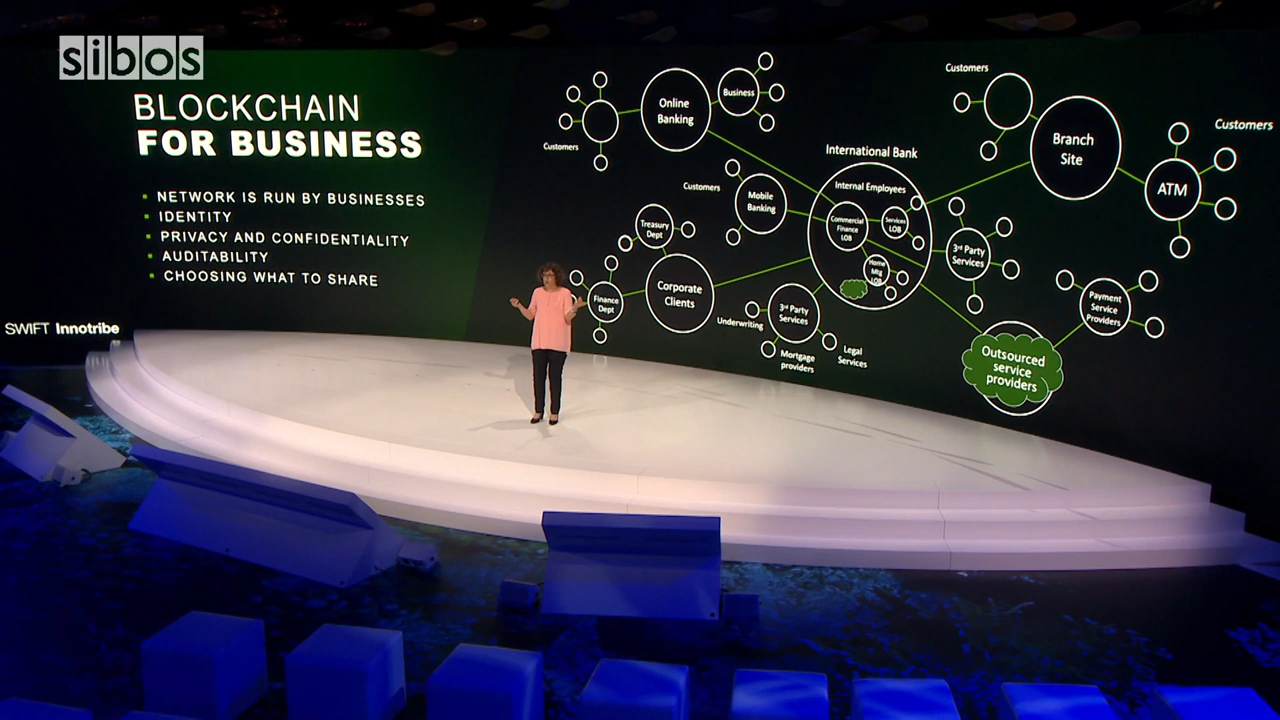 sibos
BLOCKCHAIN
FOR BUSINESS
NETWORK IS RUN BY BUSINESSES
IDENTITY
PRIVACY AND CONFIDENTIALITY
AUDITABILITY
CHOOSING WHAT TO SHARE
SWIFT Innotribe
Customers
Online
Banking
Business
Customers
Mobile
Banking
Treasury
Dept
Finance
Dept
Corporate
Clients
International Bank
Internal Employees
Commercial
Finance
LOB
Services
LOB
Home
Mtg
LOB
Underwriting
3rd Party
Services
Mortgage
providers
Legal
Services
Customers
Branch
Site
Customers
ATM
3rd Party
Services
Payment
Service
Providers
Outsourced
service
providers